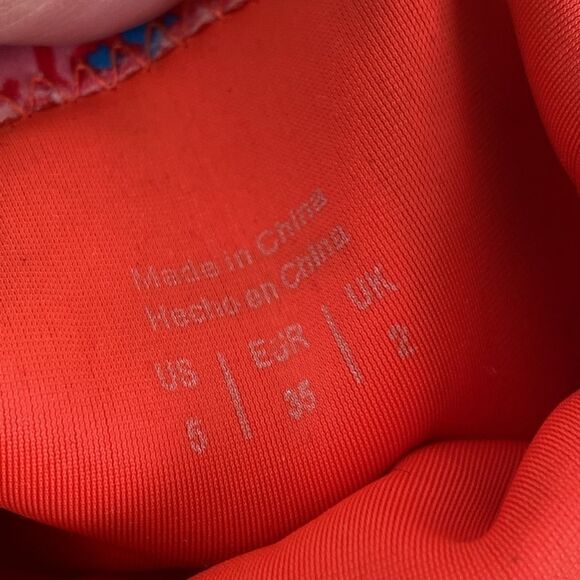 Made in China
Hecho en China
US | EUR | UK
5 | 35 | 2